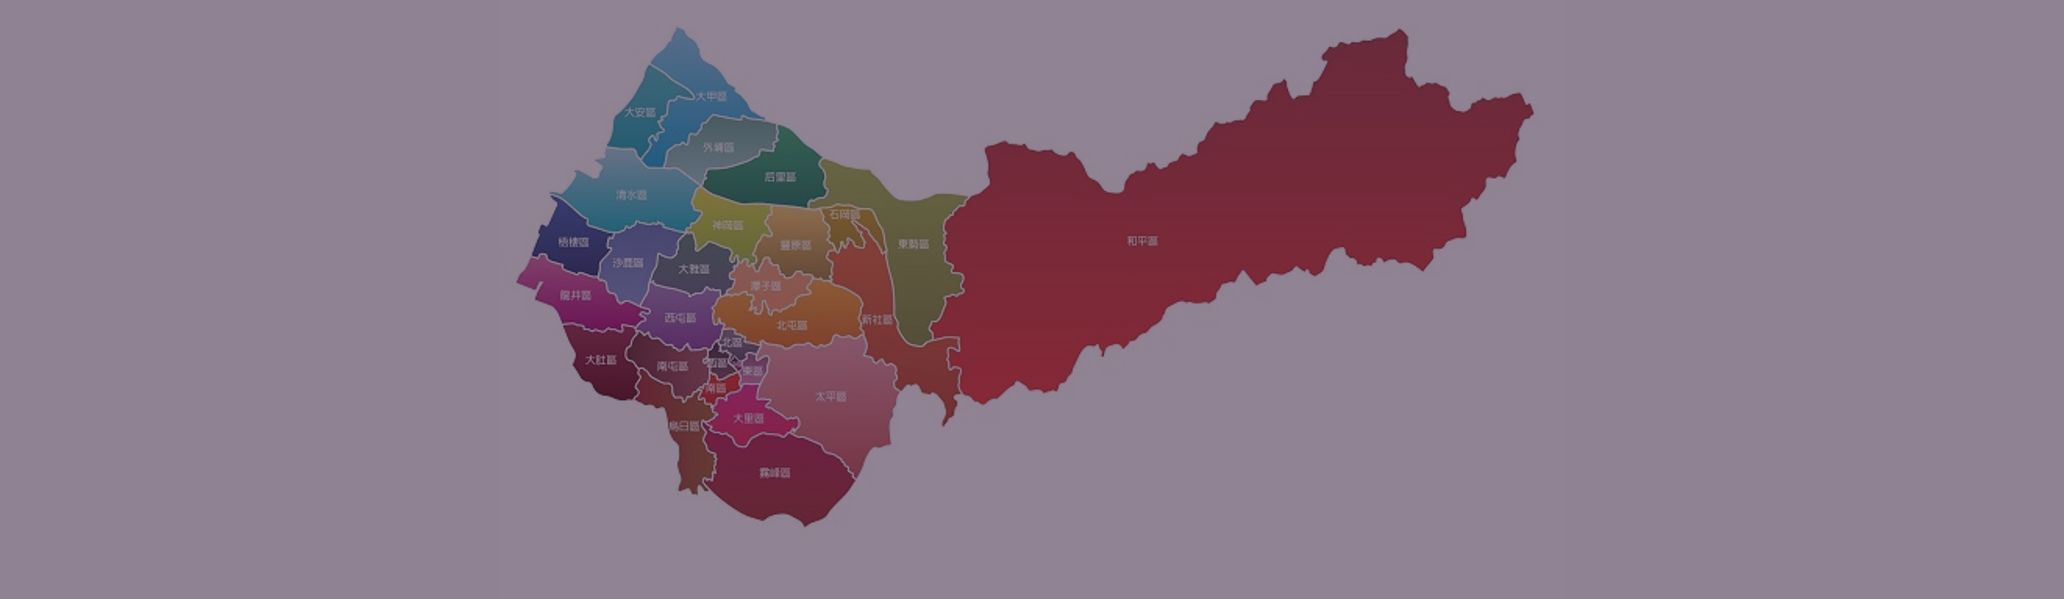 大甲區
大安區
外埔區
后里區
清水區
石岡區
神岡區
梧棲區
豐原區
東勢區
和平區
沙鹿區
大雅區
潭子區
龍井區
西屯區
新社區
北屯區
北區
大肚區
南屯區
西區
東區
南區
太平區
大里區
烏日區
霧峰區